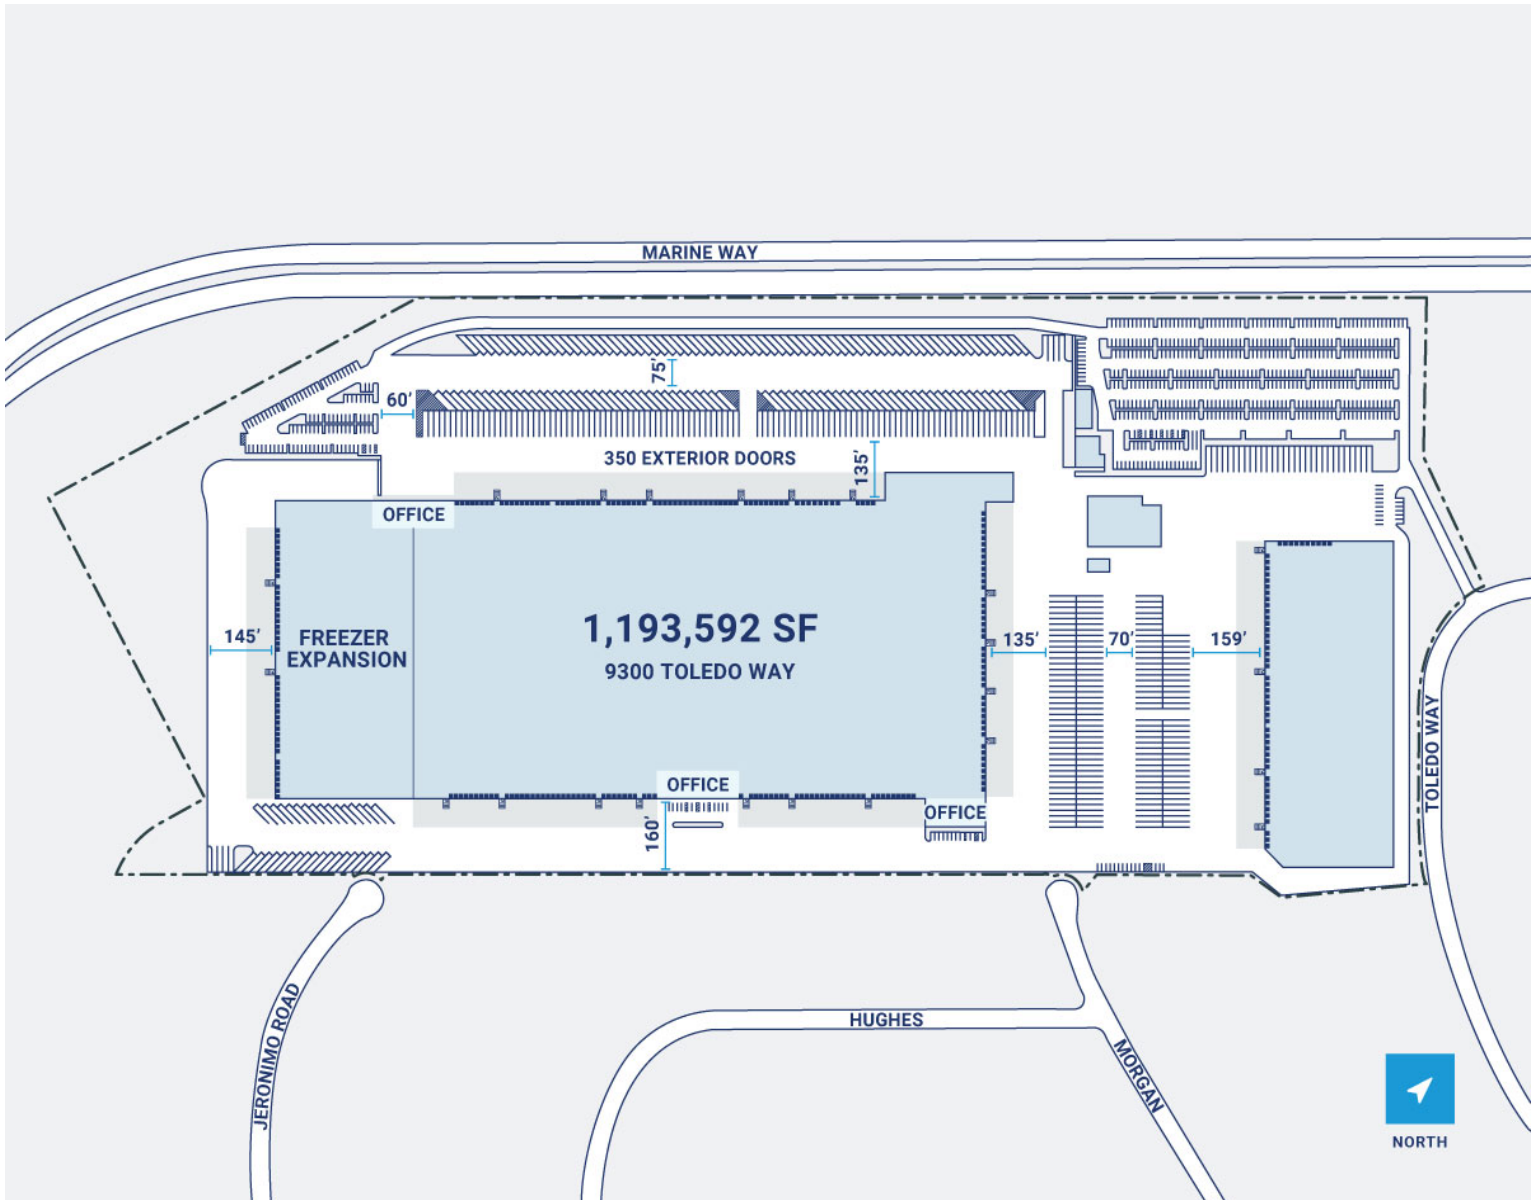 MARINE WAY
75'
60'
350 EXTERIOR DOORS
135'
OFFICE
1,193,592 SF
9300 TOLEDO WAY
FREEZER
EXPANSION
145'
135'
70'
159'
OFFICE
OFFICE
160'
TOLEDO WAY
JERONIMO ROAD
HUGHES
MORGAN
NORTH